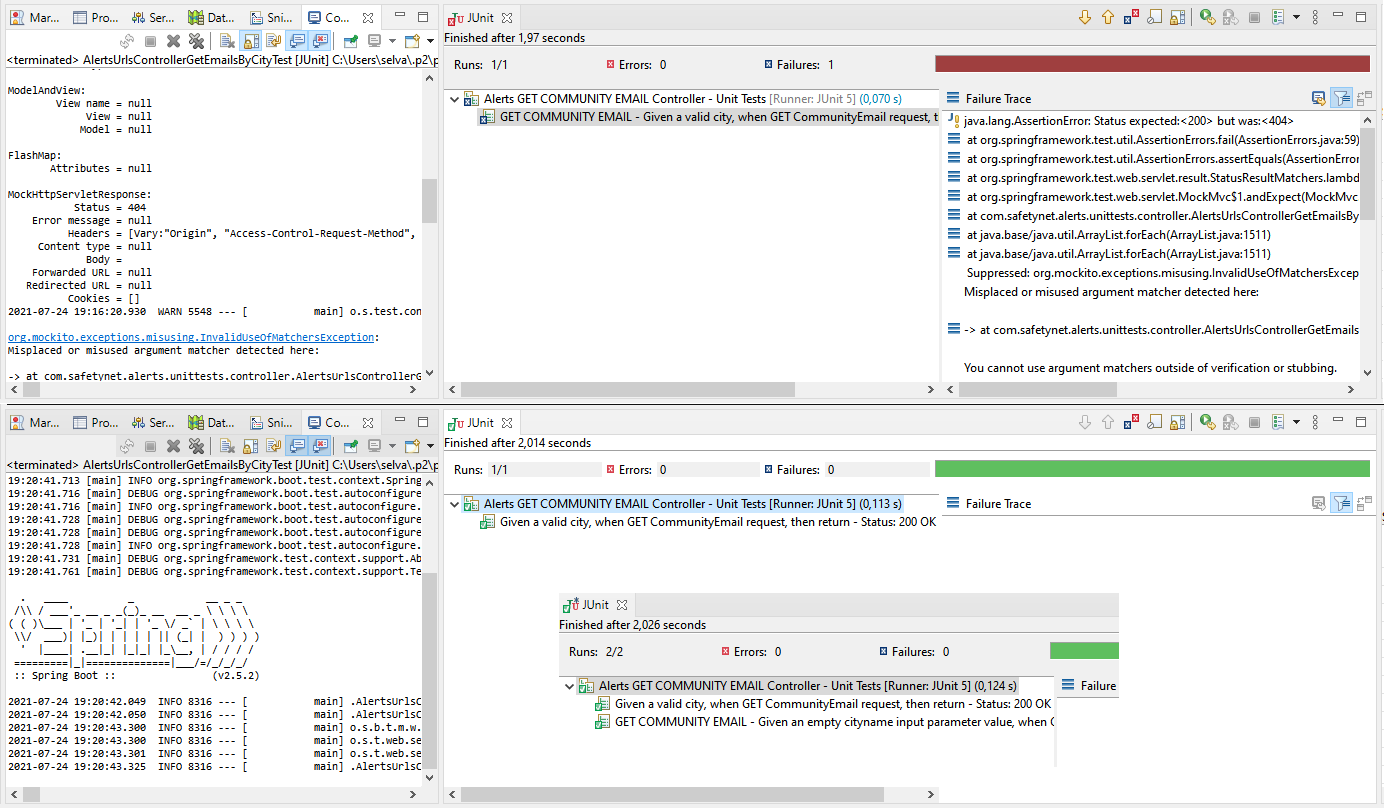 Mar... Pro... Ser... Dat... Sni... Co...
<terminated> AlertsUrlsControllerGetEmailsByCityTest [JUnit] C:\Users\selva\.p2\p
ModelAndView:
View name = null
View = null
Model = null
FlashMap:
Attributes = null
MockHttpServletResponse:
Status = 404
Error message = null
Headers = [Vary:"Origin", "Access-Control-Request-Method",
Content type = null
Body =
Forwarded URL = null
Redirected URL = null
Cookies = []
2021-07-24 19:16:20.930 WARN 5548 --- [ main] o.s.test.con
org.mockito.exceptions.misusing.InvalidUseOfMatchersException:
Misplaced or misused argument matcher detected here:
-> at com.safetynet.alerts.unittests.controller.AlertsUrlsControllerG
JUnit
Finished after 1,97 seconds
Runs: 1/1 Errors: 0 Failures: 1
Alerts GET COMMUNITY EMAIL Controller - Unit Tests [Runner: JUnit 5] (0,070 s)
GET COMMUNITY EMAIL - Given a valid city, when GET CommunityEmail request, t
Failure Trace
java.lang.AssertionError: Status expected:<200> but was:<404>
at org.springframework.test.util.AssertionErrors.fail(AssertionErrors.java:59)
at org.springframework.test.util.AssertionErrors.assertEquals(AssertionError
at org.springframework.test.web.servlet.result.StatusResultMatchers.lambd
at org.springframework.test.web.servlet.MockMvc$1.andExpect(MockMvc
at com.safetynet.alerts.unittests.controller.AlertsUrlsControllerGetEmailsBy
at java.base/java.util.ArrayList.forEach(ArrayList.java:1511)
at java.base/java.util.ArrayList.forEach(ArrayList.java:1511)
Suppressed: org.mockito.exceptions.misusing.InvalidUseOfMatchersExcep
Misplaced or misused argument matcher detected here:
-> at com.safetynet.alerts.unittests.controller.AlertsUrlsControllerGetEmails
You cannot use argument matchers outside of verification or stubbing.
Mar... Pro... Ser... Dat... Sni... Co...
<terminated> AlertsUrlsControllerGetEmailsByCityTest [JUnit] C:\Users\selva\.p2\p
19:20:41.713 [main] INFO org.springframework.boot.test.context.Spring
19:20:41.716 [main] DEBUG org.springframework.boot.test.autoconfigure
19:20:41.716 [main] INFO org.springframework.boot.test.autoconfigure.
19:20:41.728 [main] DEBUG org.springframework.boot.test.autoconfigure
19:20:41.728 [main] DEBUG org.springframework.boot.test.autoconfigure
19:20:41.728 [main] INFO org.springframework.boot.test.autoconfigure.
19:20:41.731 [main] DEBUG org.springframework.test.context.support.Ab
19:20:41.761 [main] DEBUG org.springframework.test.context.support.Te
Spring
:: Spring Boot :: (v2.5.2)
2021-07-24 19:20:42.049 INFO 8316 --- [ main] .AlertsUrlsC
2021-07-24 19:20:42.050 INFO 8316 --- [ main] .AlertsUrlsC
2021-07-24 19:20:43.300 INFO 8316 --- [ main] o.s.b.t.m.w.
2021-07-24 19:20:43.300 INFO 8316 --- [ main] o.s.t.web.se
2021-07-24 19:20:43.301 INFO 8316 --- [ main] o.s.t.web.se
2021-07-24 19:20:43.325 INFO 8316 --- [ main] .AlertsUrlsC
JUnit
Finished after 2,014 seconds
Runs: 1/1 Errors: 0 Failures: 0
Alerts GET COMMUNITY EMAIL Controller - Unit Tests [Runner: JUnit 5] (0,113 s)
Given a valid city, when GET CommunityEmail request, then return - Status: 200 OK
Failure Trace
JUnit
Finished after 2,026 seconds
Runs: 2/2 Errors: 0 Failures: 0
Alerts GET COMMUNITY EMAIL Controller - Unit Tests [Runner: JUnit 5] (0,124 s)
Given a valid city, when GET CommunityEmail request, then return - Status: 200 OK
GET COMMUNITY EMAIL - Given an empty cityname input parameter value, when
Failure